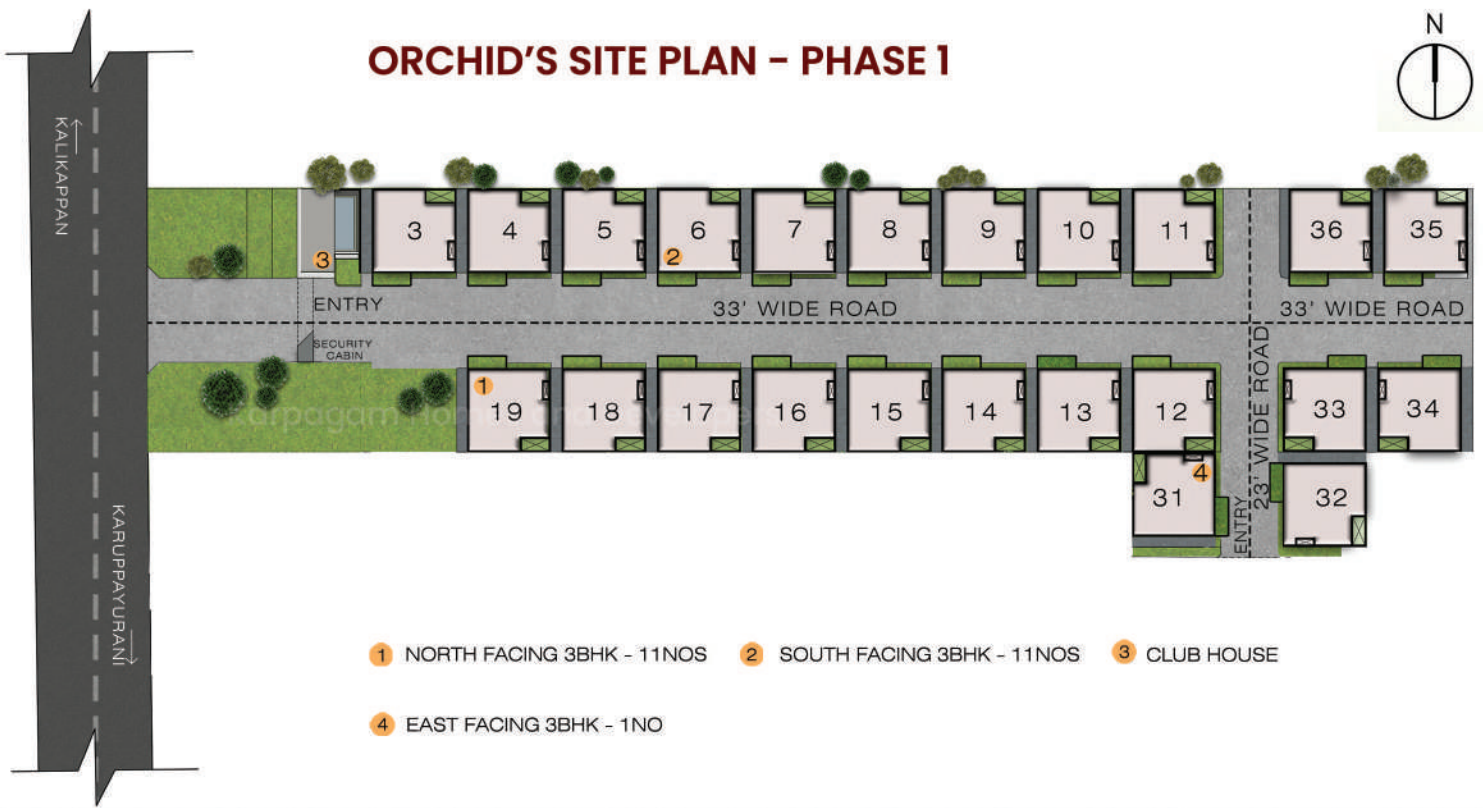 ORCHID'S SITE PLAN - PHASE 1
N
KALIKAPPAN
3 4 5 6 7 8 9 10 11 36 35
3
2
ENTRY
33' WIDE ROAD
33' WIDE ROAD
SECURITY
CABIN
23' WIDE ROAD
1
19 18 17 16 15 14 13 12 33 34
4
31
32
ENTRY
KARUPPAYURANI
1 NORTH FACING 3BHK - 11NOS
2 SOUTH FACING 3BHK - 11NOS
3 CLUB HOUSE
4 EAST FACING 3BHK - 1NO